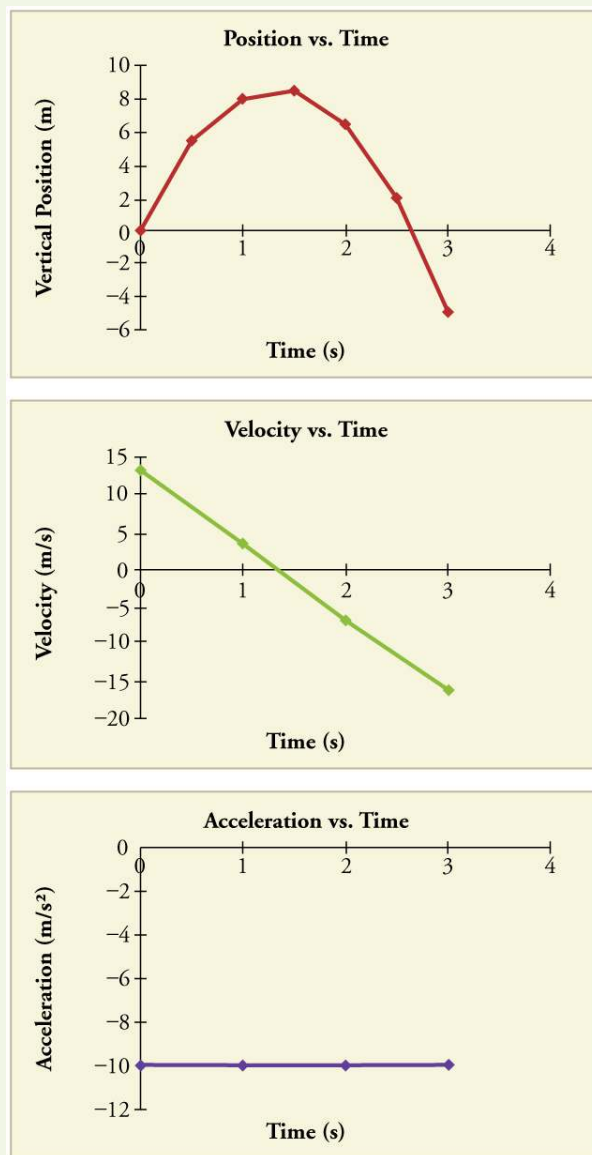 Position vs. Time
Vertical Position (m)
10
8
6
4
2
0
−2
−4
−6
0 1 2 3 4
Time (s)
Velocity vs. Time
Velocity (m/s)
15
10
5
0
−5
−10
−15
−20
0 1 2 3 4
Time (s)
Acceleration vs. Time
Acceleration (m/s²)
0
−2
−4
−6
−8
−10
−12
0 1 2 3 4
Time (s)